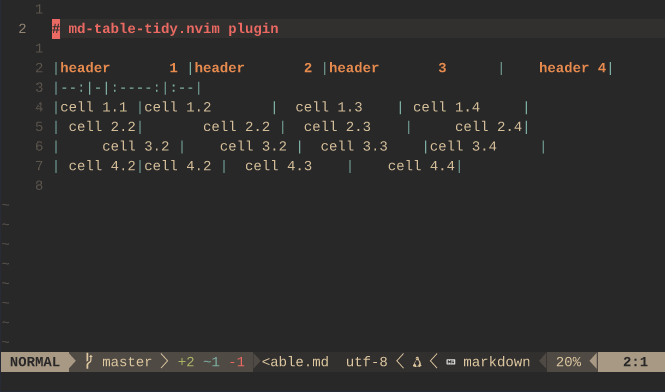 1
2 # md-table-tidy.nvim plugin
1
2 |header       1 |header       2 |header       3      |    header 4|
3 |--:|-|:----:|:--|
4 |cell 1.1 |cell 1.2       |  cell 1.3    | cell 1.4     |
5 | cell 2.2|       cell 2.2 |  cell 2.3    |     cell 2.4|
6 |     cell 3.2 |    cell 3.2 |  cell 3.3    |cell 3.4     |
7 | cell 4.2|cell 4.2 |  cell 4.3    |    cell 4.4|
8
~
~
~
~
~
~
~
NORMAL master +2 ~1 -1 <able.md utf-8 markdown 20% 2:1